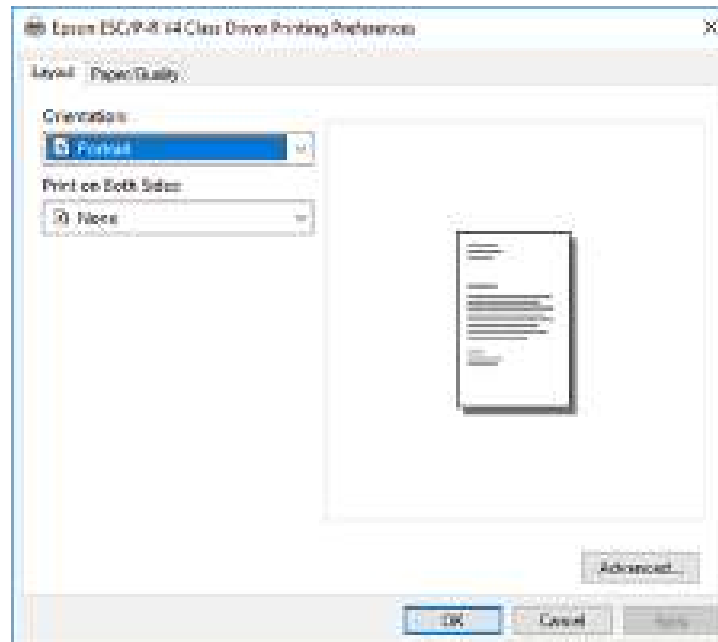 Epson ESC/P-R V4 Class Driver Printing Preferences
Layout Paper/Quality
Orientation:
Portrait
Print on Both Sides:
None
Advanced...
OK Cancel Apply